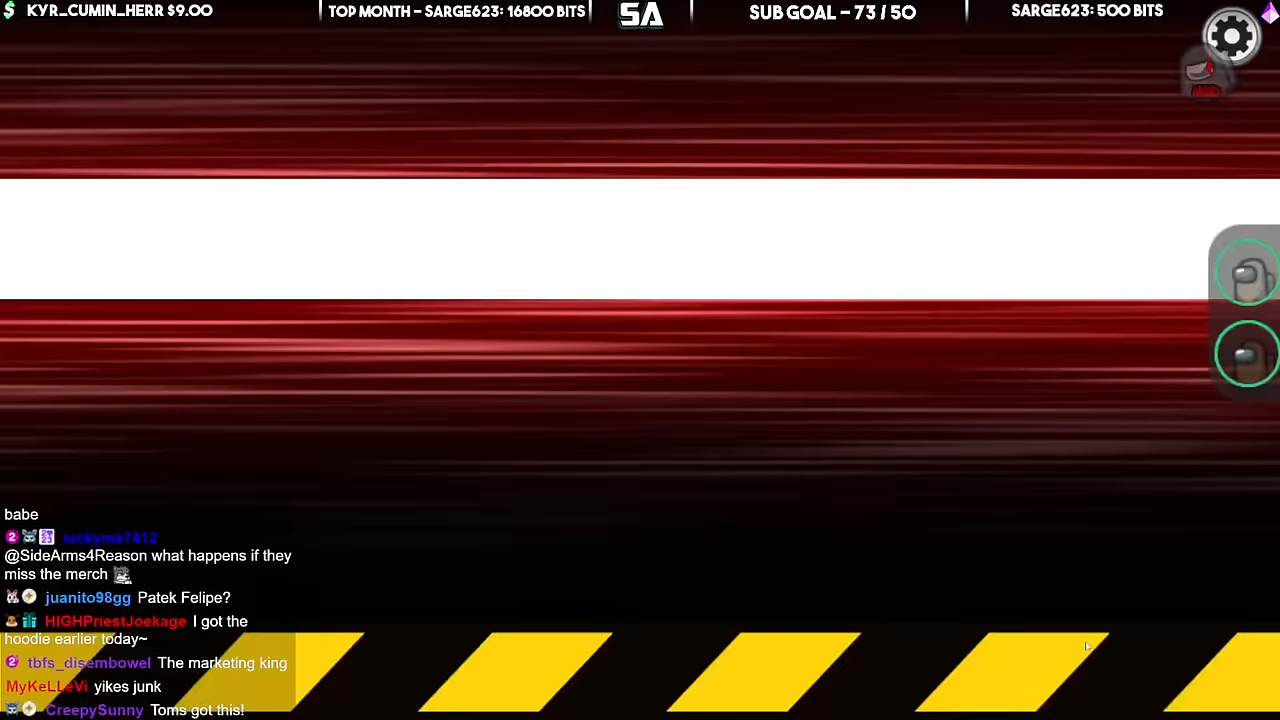 $ KYR_CUMIN_HERR $9.00
TOP MONTH - SARGE623: 16800 BITS
SA
SUB GOAL - 73 / 50
SARGE623: 500 BITS
babe
luckyme7412
@SideArms4Reason what happens if they
miss the merch
juanito98gg Patek Felipe?
HIGHPriestJoekage I got the
hoodie earlier today~
tbfs_disembowel The marketing king
MyKeLLeVi yikes junk
CreepySunny Toms got this!